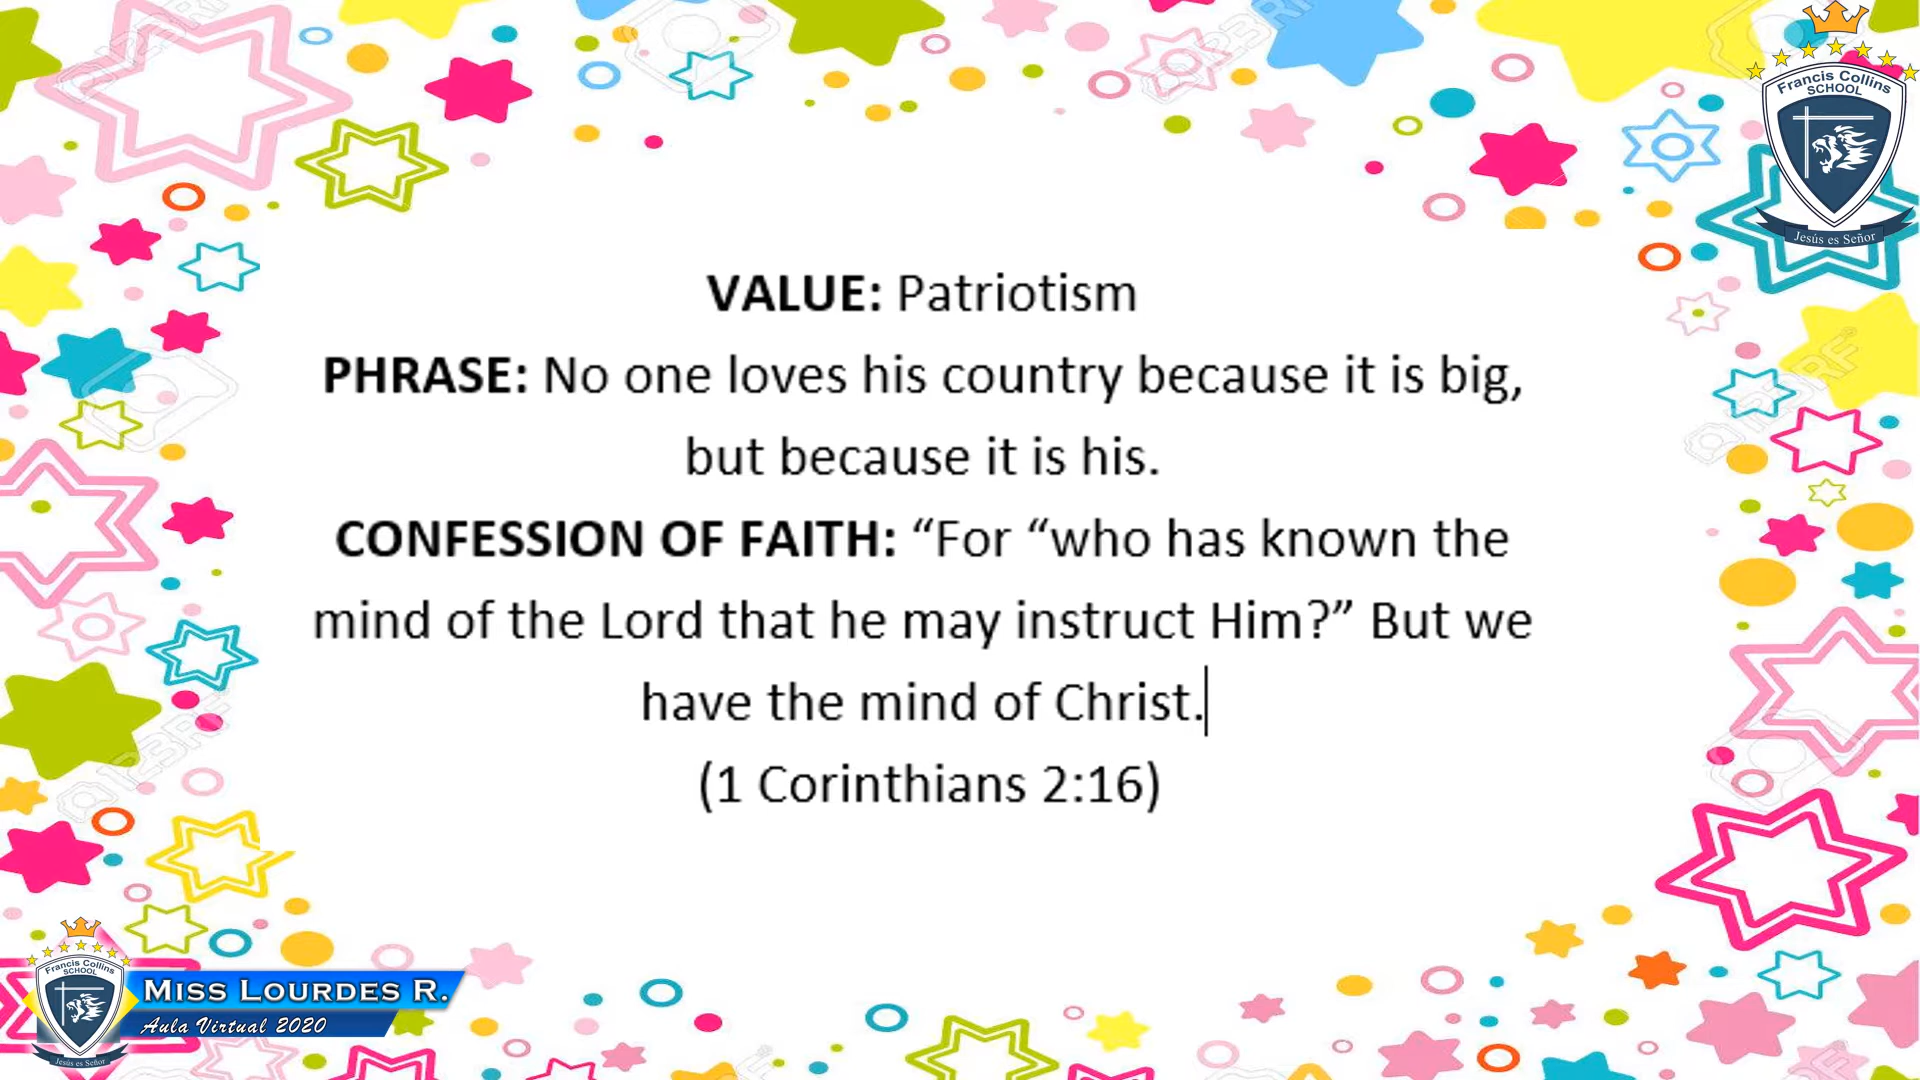 Francis Collins
SCHOOL
Jesús es Señor
VALUE: Patriotism
PHRASE: No one loves his country because it is big,
but because it is his.
CONFESSION OF FAITH: “For “who has known the
mind of the Lord that he may instruct Him?” But we
have the mind of Christ.
(1 Corinthians 2:16)
Francis Collins
SCHOOL
Jesús es Señor
MISS LOURDES R.
Aula Virtual 2020